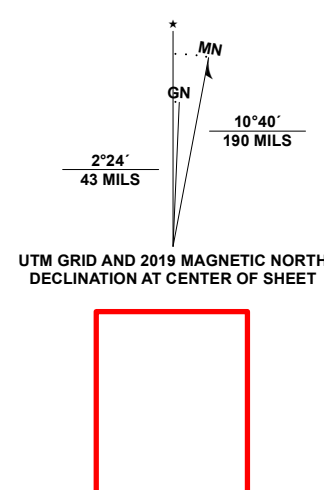 ★
MN
GN
10°40´
190 MILS
2°24´
43 MILS
UTM GRID AND 2019 MAGNETIC NORTH
DECLINATION AT CENTER OF SHEET